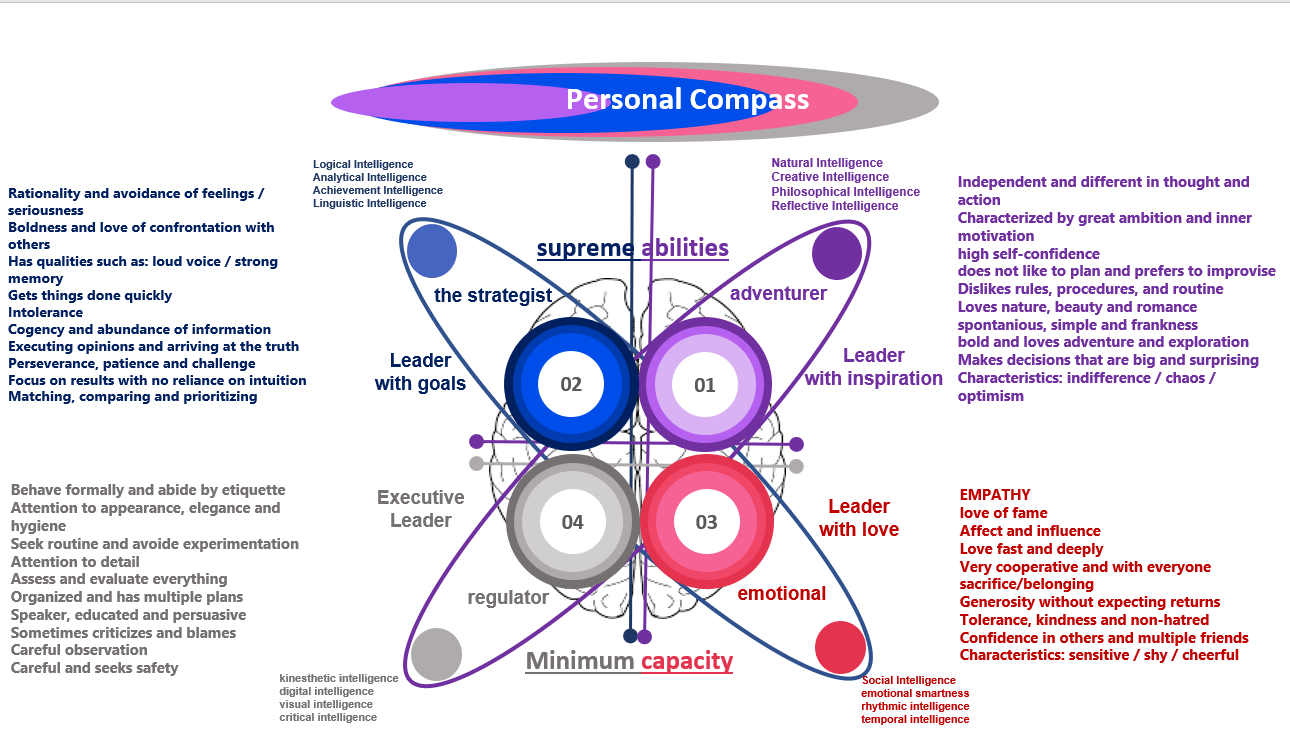 Personal Compass
Logical Intelligence
Analytical Intelligence
Achievement Intelligence
Linguistic Intelligence
Natural Intelligence
Creative Intelligence
Philosophical Intelligence
Reflective Intelligence
Rationality and avoidance of feelings /
seriousness
Boldness and love of confrontation with
others
Has qualities such as: loud voice / strong
memory
Gets things done quickly
Intolerance
Cogency and abundance of information
Executing opinions and arriving at the truth
Perseverance, patience and challenge
Focus on results with no reliance on intuition
Matching, comparing and prioritizing
supreme abilities
the strategist
adventurer
Leader
with goals
Leader
with inspiration
02
01
Independent and different in thought and
action
Characterized by great ambition and inner
motivation
high self-confidence
does not like to plan and prefers to improvise
Dislikes rules, procedures, and routine
Loves nature, beauty and romance
spontanious, simple and frankness
bold and loves adventure and exploration
Makes decisions that are big and surprising
Characteristics: indifference / chaos /
optimism
Behave formally and abide by etiquette
Attention to appearance, elegance and
hygiene
Seek routine and avoide experimentation
Attention to detail
Assess and evaluate everything
Organized and has multiple plans
Speaker, educated and persuasive
Sometimes criticizes and blames
Careful observation
Careful and seeks safety
Executive
Leader
04
03
Leader
with love
regulator
emotional
Minimum capacity
EMPATHY
love of fame
Affect and influence
Love fast and deeply
Very cooperative and with everyone
sacrifice/belonging
Generosity without expecting returns
Tolerance, kindness and non-hatred
Confidence in others and multiple friends
Characteristics: sensitive / shy / cheerful
kinesthetic intelligence
digital intelligence
visual intelligence
critical intelligence
Social Intelligence
emotional smartness
rhythmic intelligence
temporal intelligence